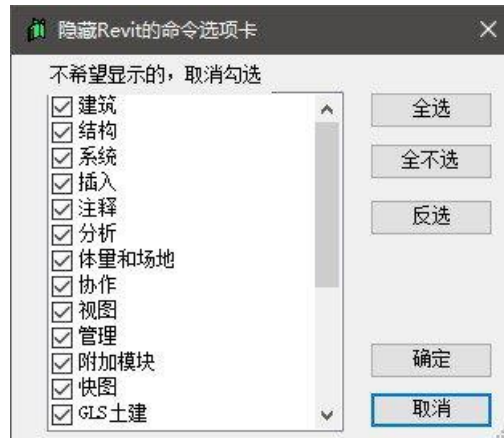 隐藏Revit的命令选项卡
不希望显示的，取消勾选
建筑
结构
系统
插入
注释
分析
体量和场地
协作
视图
管理
附加模块
快图
GLS土建
全选
全不选
反选
确定
取消